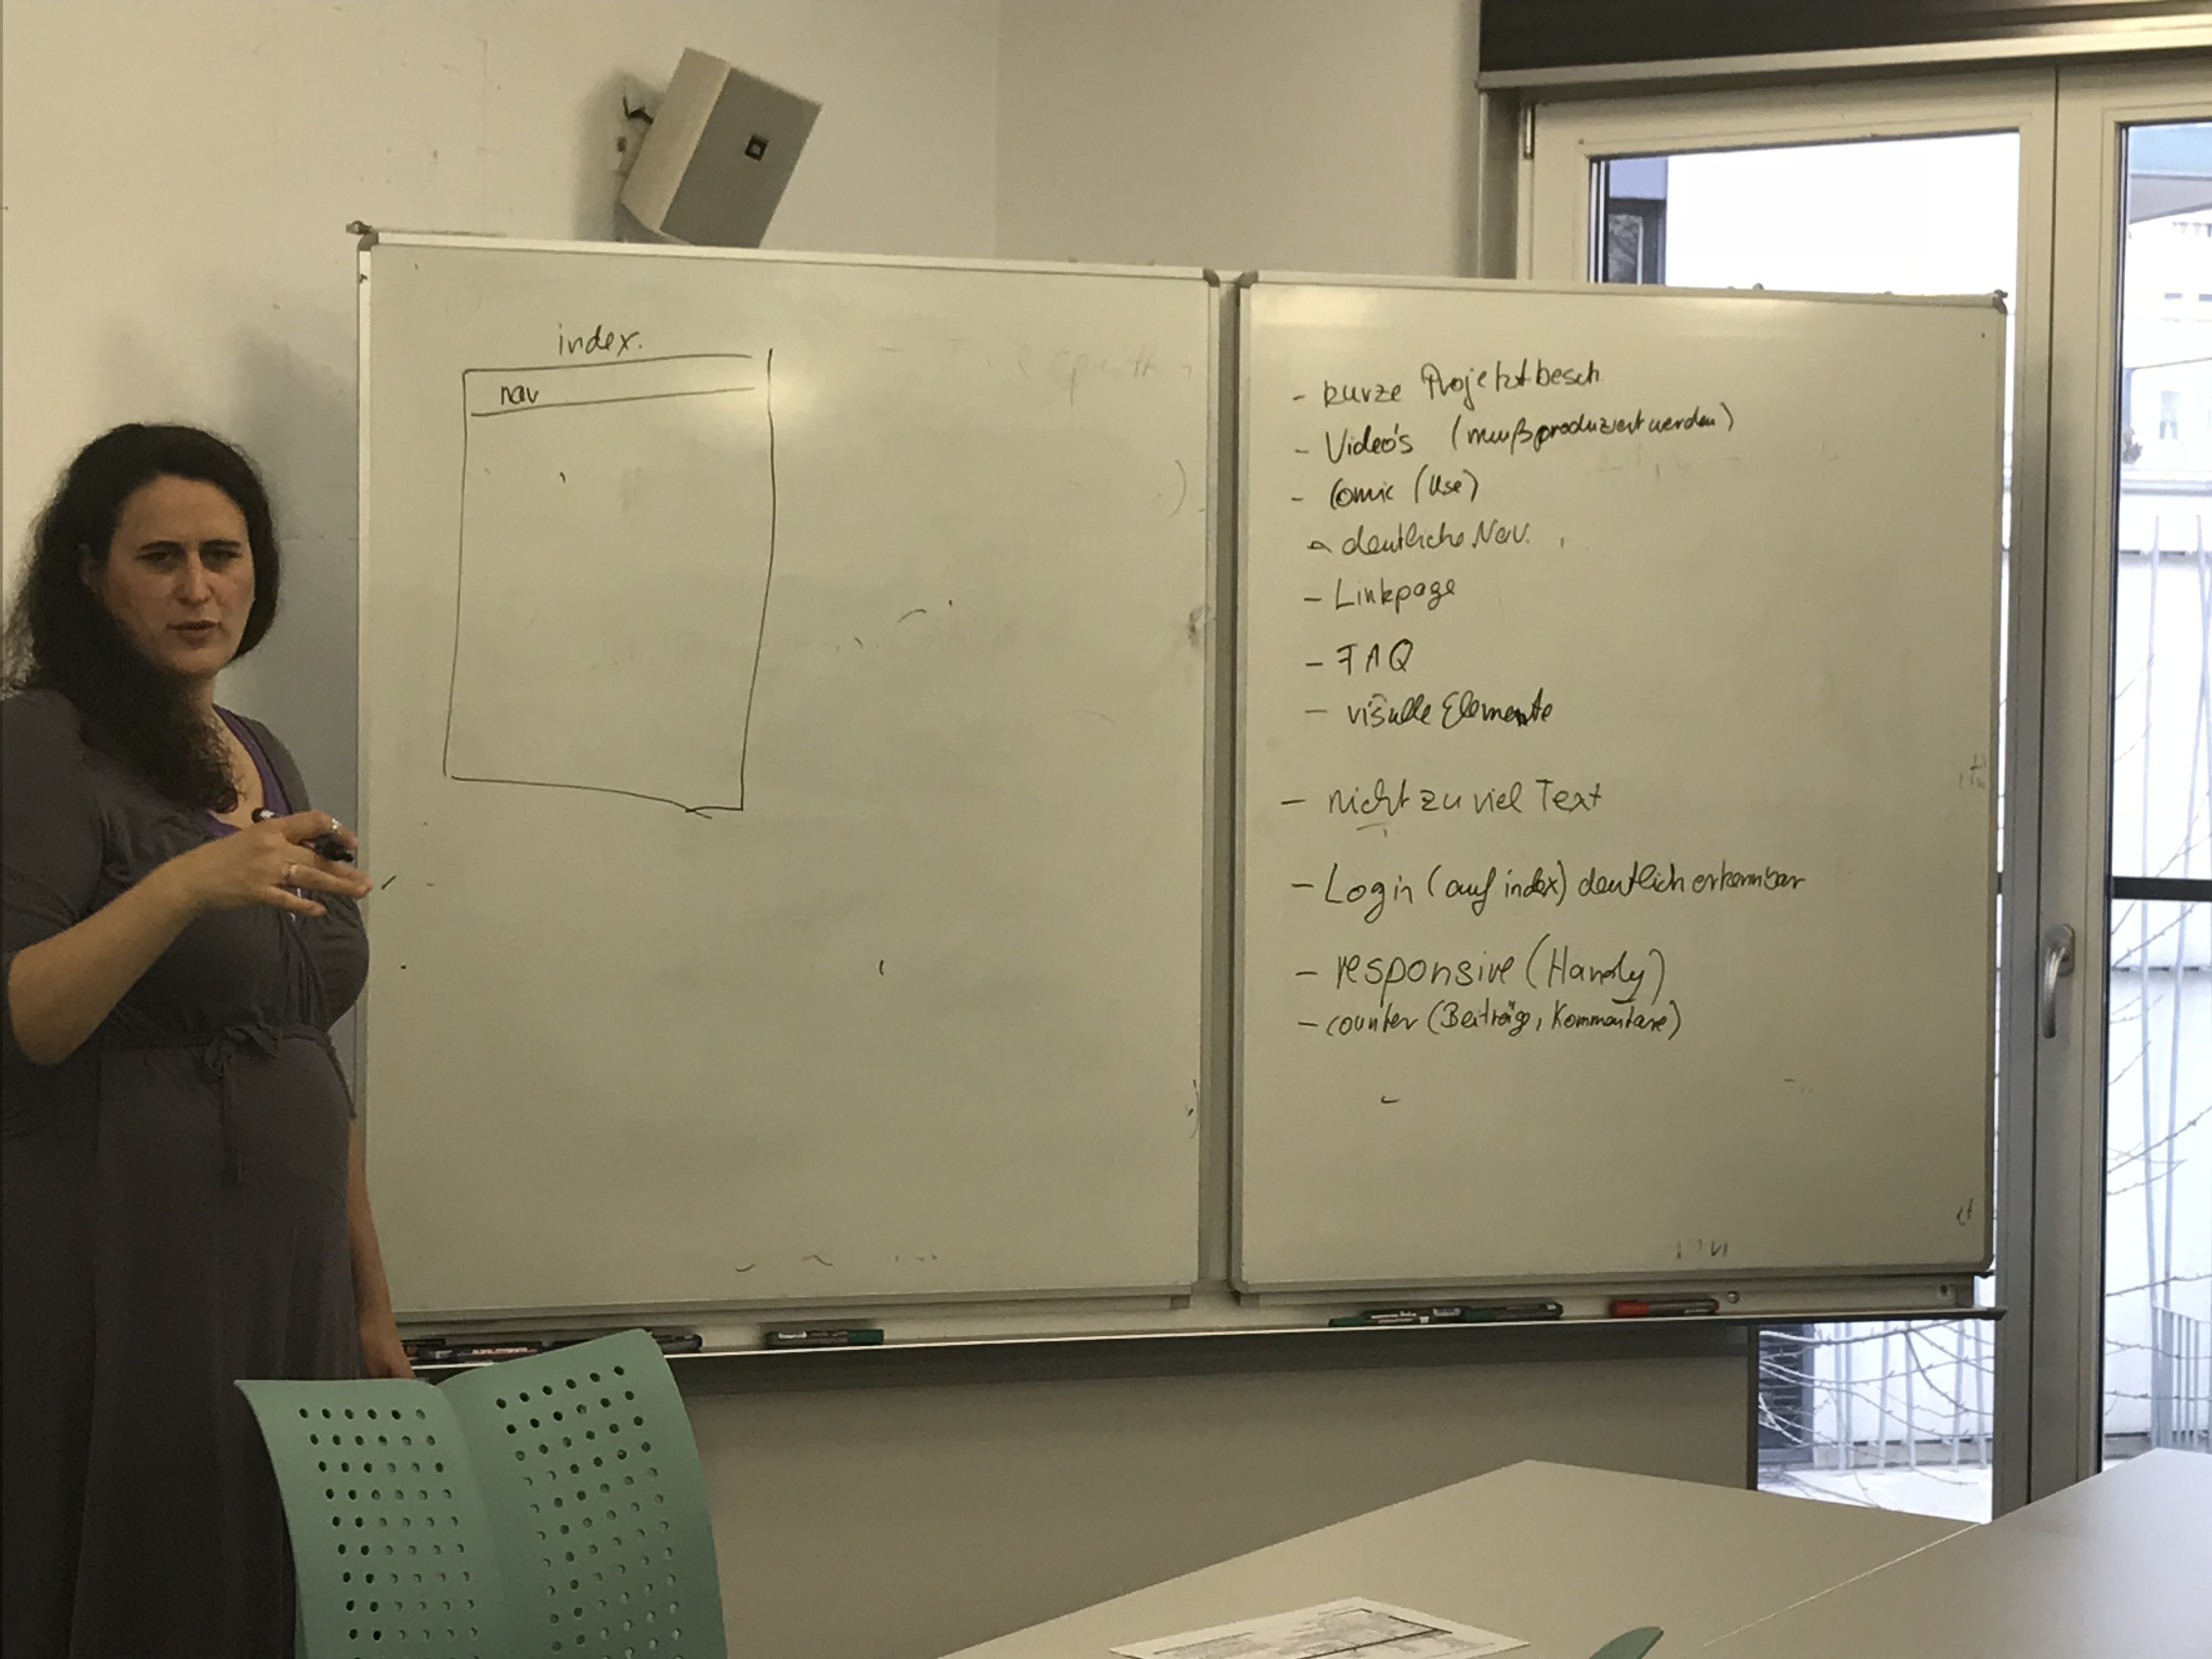 index.
nav
- kurze Projektbesch.
- Video's (muß produziert werden)
- Comic (Use)
- deutliche Nav.
- Linkpage
- FAQ
- visulle Elemente
- nicht zu viel Text
- Login (auf index) deutlich erkennbar
- responsive (Handy)
- counter (Beiträge, Kommentare)